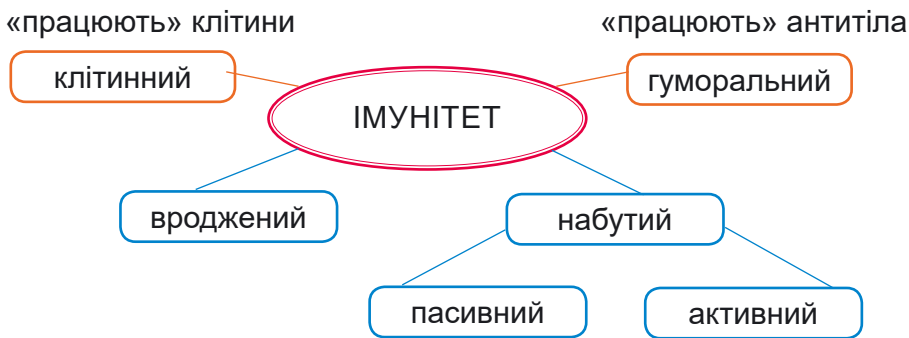 «працюють» клітини
«працюють» антитіла
клітинний
гуморальний
ІМУНІТЕТ
вроджений
набутий
пасивний
активний